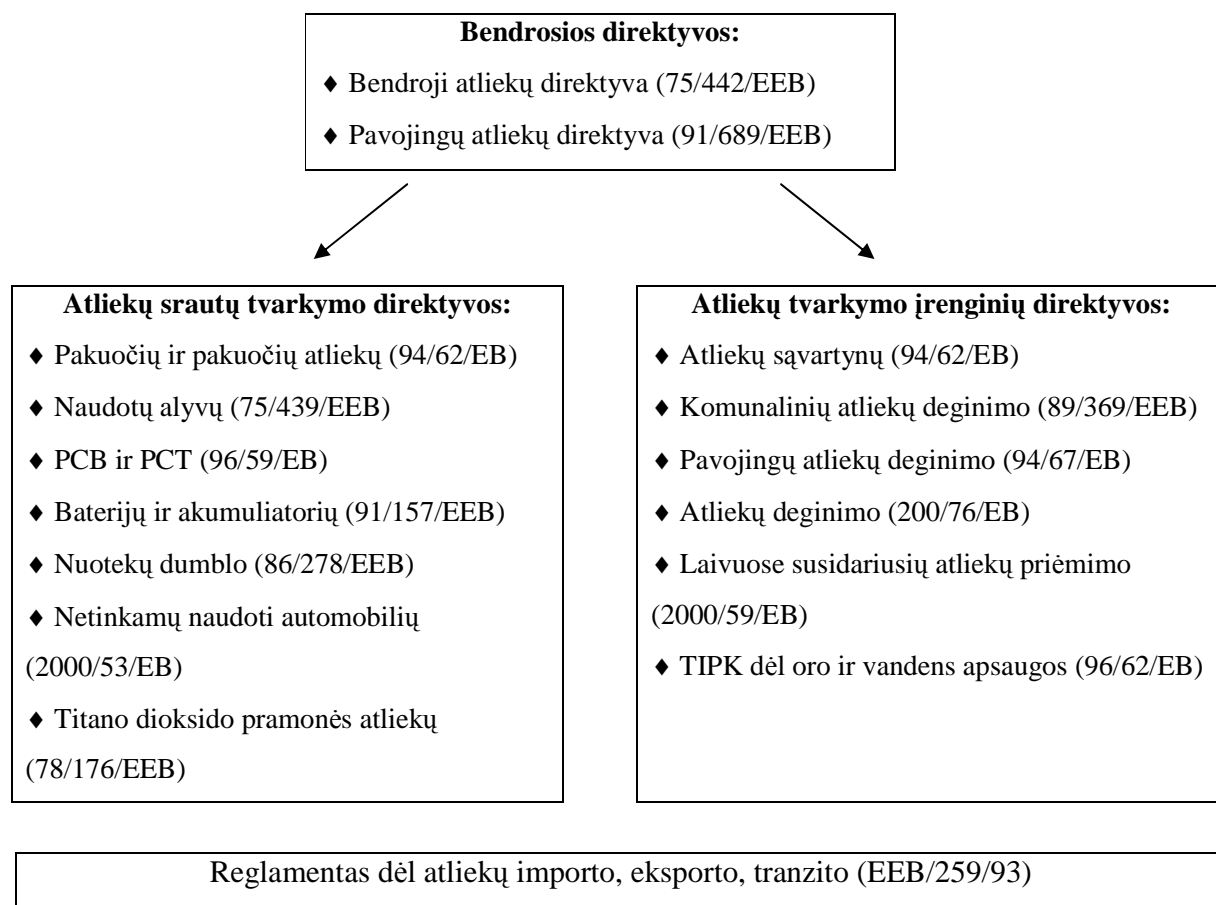 Bendrosios direktyvos:
♦ Bendroji atliekų direktyva (75/442/EEB)
♦ Pavojingų atliekų direktyva (91/689/EEB)
Atliekų srautų tvarkymo direktyvos:
♦ Pakuočių ir pakuočių atliekų (94/62/EB)
♦ Naudotų alyvų (75/439/EEB)
♦ PCB ir PCT (96/59/EB)
♦ Baterijų ir akumuliatorių (91/157/EEB)
♦ Nuotekų dumblo (86/278/EEB)
♦ Netinkamų naudoti automobilių
(2000/53/EB)
♦ Titano dioksido pramonės atliekų
(78/176/EEB)
Atliekų tvarkymo įrenginių direktyvos:
♦ Atliekų sąvartynų (94/62/EB)
♦ Komunalinių atliekų deginimo (89/369/EEB)
♦ Pavojingų atliekų deginimo (94/67/EB)
♦ Atliekų deginimo (200/76/EB)
♦ Laivuose susidariusių atliekų priėmimo
(2000/59/EB)
♦ TIPK dėl oro ir vandens apsaugos (96/62/EB)
Reglamentas dėl atliekų importo, eksporto, tranzito (EEB/259/93)